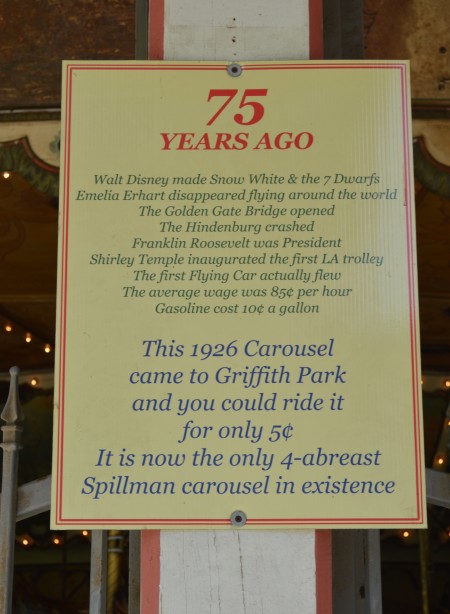 75
YEARS AGO
Walt Disney made Snow White & the 7 Dwarfs
Emelia Erhart disappeared flying around the world
The Golden Gate Bridge opened
The Hindenburg crashed
Franklin Roosevelt was President
Shirley Temple inaugurated the first LA trolley
The first Flying Car actually flew
The average wage was 85¢ per hour
Gasoline cost 10¢ a gallon
This 1926 Carousel
came to Griffith Park
and you could ride it
for only 5¢
It is now the only 4-abreast
Spillman carousel in existence